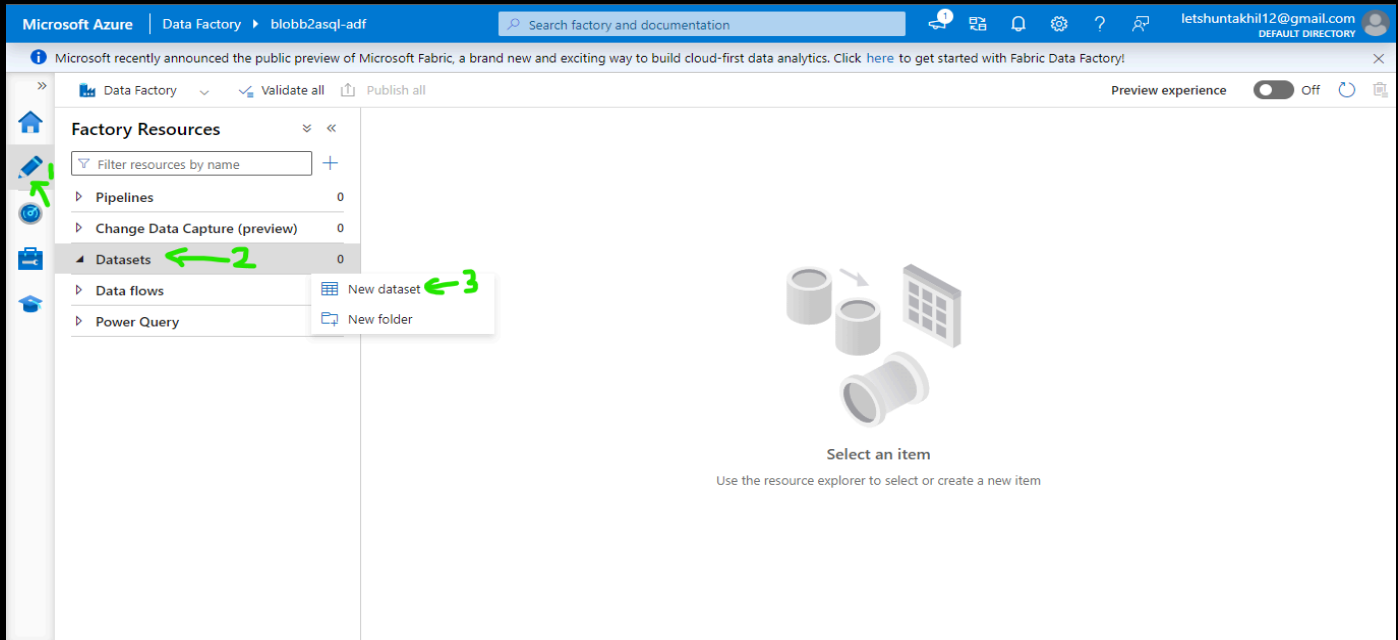 Microsoft Azure Data Factory blobb2asql-adf Search factory and documentation 1 letshuntakhil12@gmail.com
DEFAULT DIRECTORY
Microsoft recently announced the public preview of Microsoft Fabric, a brand new and exciting way to build cloud-first data analytics. Click here to get started with Fabric Data Factory!
Data Factory Validate all Publish all Preview experience Off
Factory Resources
Filter resources by name
1
Pipelines 0
Change Data Capture (preview) 0
Datasets 2 0
New dataset 3
Data flows
New folder
Power Query
Select an item
Use the resource explorer to select or create a new item